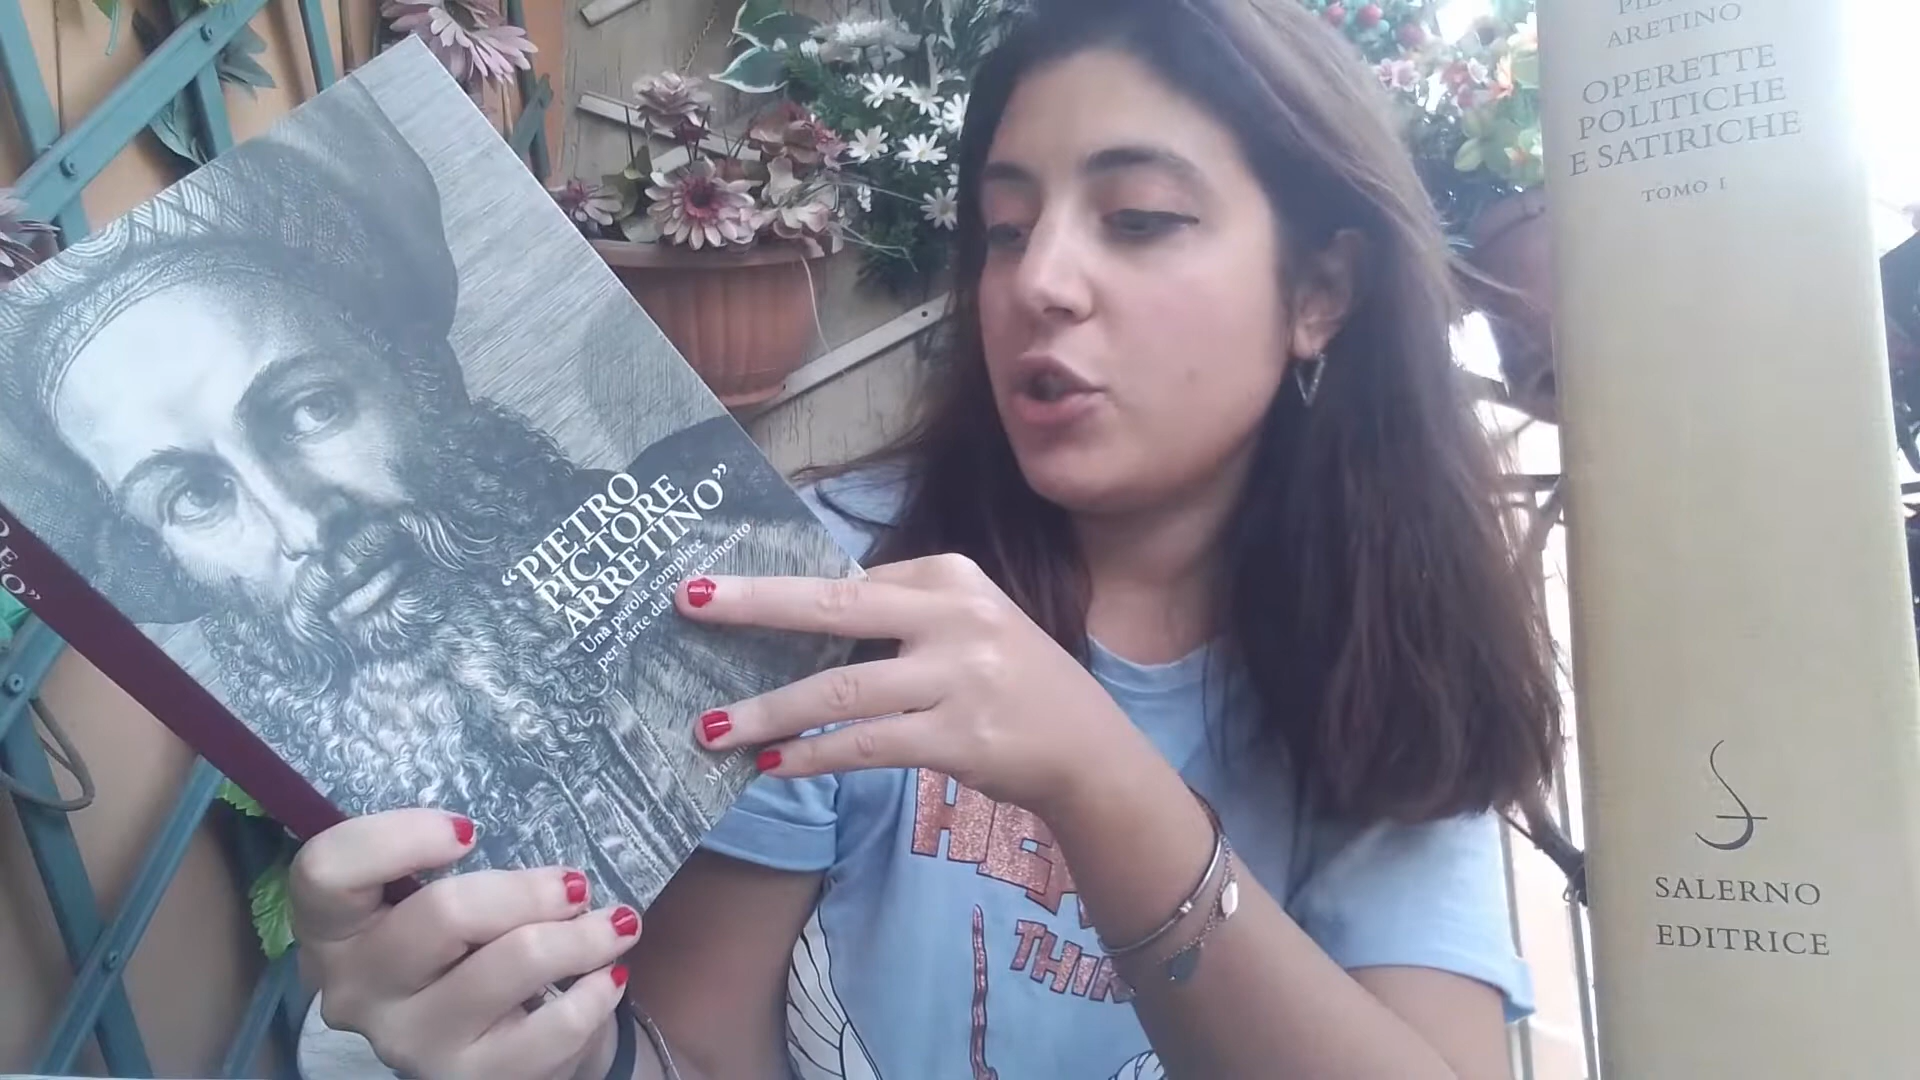 “PIETRO
PICTORE
ARRETINO”
Una parola complice
per l'arte del
ARETINO
OPERETTE
POLITICHE
E SATIRICHE
TOMO I
SALERNO
EDITRICE